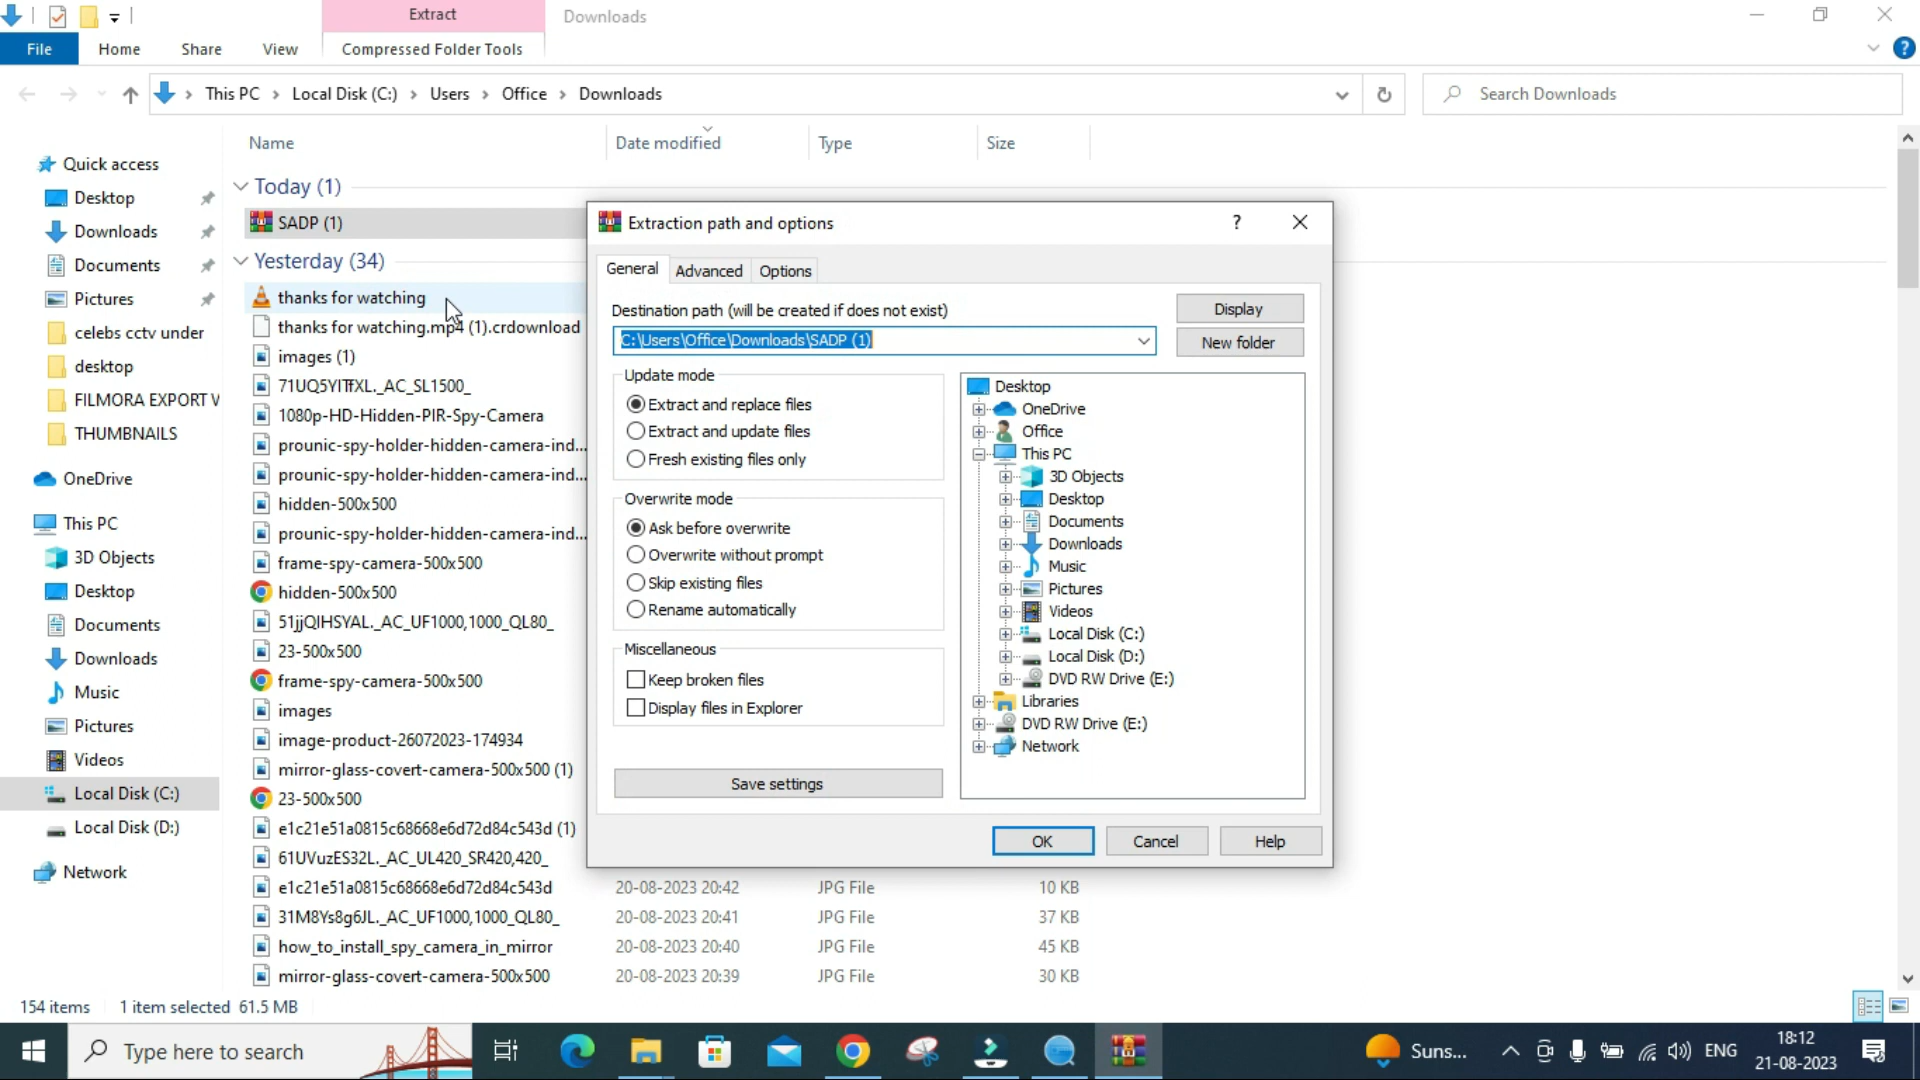 Extract
Downloads
File
Home
Share
View
Compressed Folder Tools
This PC > Local Disk (C:) > Users > Office > Downloads
Search Downloads
Name
Date modified
Type
Size
Quick access
Desktop
Downloads
Documents
Pictures
celebs cctv under
desktop
FILMORA EXPORT V
THUMBNAILS
OneDrive
This PC
3D Objects
Desktop
Documents
Downloads
Music
Pictures
Videos
Local Disk (C:)
Local Disk (D:)
Network
Today (1)
SADP (1)
Yesterday (34)
thanks for watching
thanks for watching.mp4 (1).crdownload
images (1)
1080p-HD-Hidden-PIR-Spy-Camera
prounic-spy-holder-hidden-camera-ind...
prounic-spy-holder-hidden-camera-ind...
hidden-500x500
prounic-spy-holder-hidden-camera-ind...
frame-spy-camera-500x500
hidden-500x500
51jjQIHSYAL._AC_UF1000,1000_QL80_
23-500x500
frame-spy-camera-500x500
images
image-product-26072023-174934
mirror-glass-covert-camera-500x500 (1)
23-500x500
e1c21e51a0815c68668e6d72d84c543d (1)
61UVuzES32L._AC_UL420_SR420,420_
e1c21e51a0815c68668e6d72d84c543d 20-08-2023 20:42 JPG File 10 KB
31M8Ys8g6JL._AC_UF1000,1000_QL80_ 20-08-2023 20:41 JPG File 37 KB
how_to_install_spy_camera_in_mirror 20-08-2023 20:40 JPG File 45 KB
mirror-glass-covert-camera-500x500 20-08-2023 20:39 JPG File 30 KB
Extraction path and options
?
General
Advanced
Options
Destination path (will be created if does not exist)
C:\Users\Office\Downloads\SADP (1)
Display
New folder
Update mode
Extract and replace files
Extract and update files
Fresh existing files only
Overwrite mode
Ask before overwrite
Overwrite without prompt
Skip existing files
Rename automatically
Miscellaneous
Keep broken files
Display files in Explorer
Save settings
Desktop
OneDrive
Office
This PC
3D Objects
Desktop
Documents
Downloads
Music
Pictures
Videos
Local Disk (C:)
Local Disk (D:)
DVD RW Drive (E:)
Libraries
DVD RW Drive (E:)
Network
OK
Cancel
Help
154 items
1 item selected 61.5 MB
Type here to search
Suns...
ENG
18:12
21-08-2023